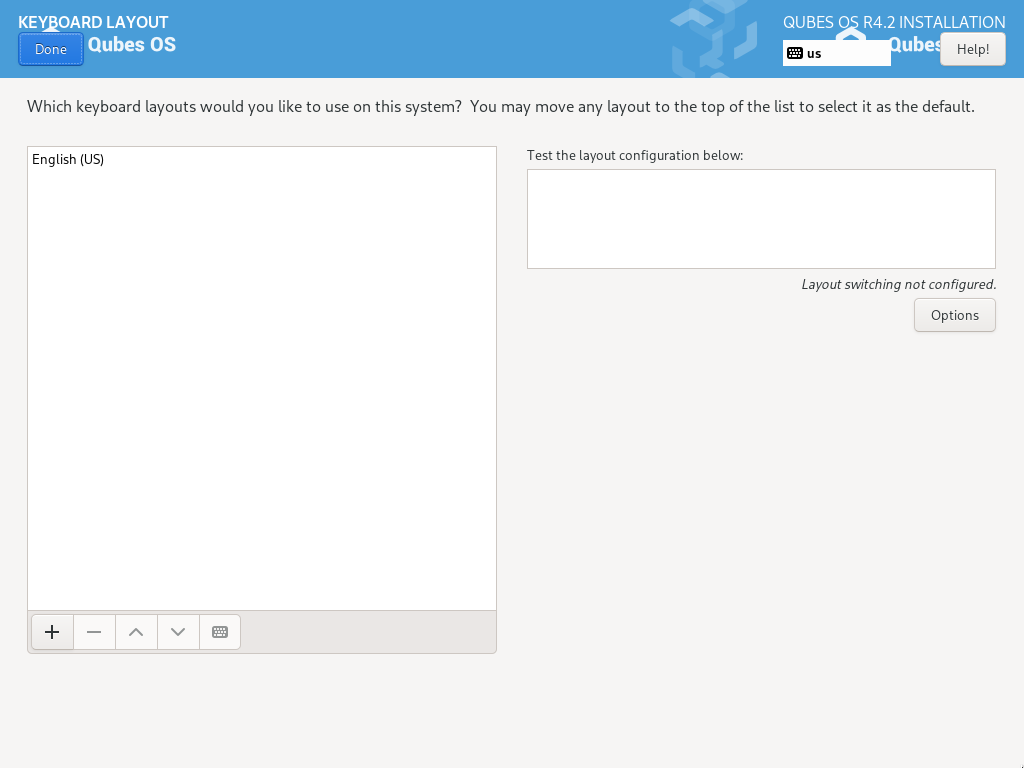 KEYBOARD LAYOUT
QUBES OS R4.2 INSTALLATION
Done
Qubes OS
us
Qubes
Help!
Which keyboard layouts would you like to use on this system?  You may move any layout to the top of the list to select it as the default.
English (US)
Test the layout configuration below:
Layout switching not configured.
Options